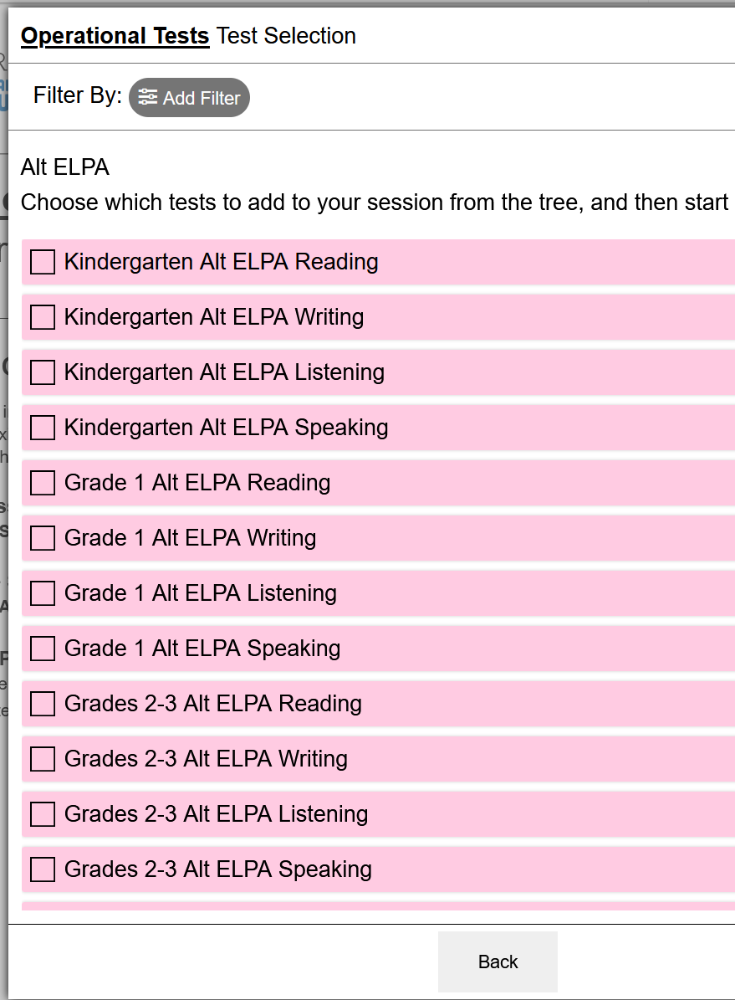 Operational Tests Test Selection
Filter By: Add Filter
Alt ELPA
Choose which tests to add to your session from the tree, and then start
Kindergarten Alt ELPA Reading
Kindergarten Alt ELPA Writing
Kindergarten Alt ELPA Listening
Kindergarten Alt ELPA Speaking
Grade 1 Alt ELPA Reading
Grade 1 Alt ELPA Writing
Grade 1 Alt ELPA Listening
Grade 1 Alt ELPA Speaking
Grades 2-3 Alt ELPA Reading
Grades 2-3 Alt ELPA Writing
Grades 2-3 Alt ELPA Listening
Grades 2-3 Alt ELPA Speaking
Back